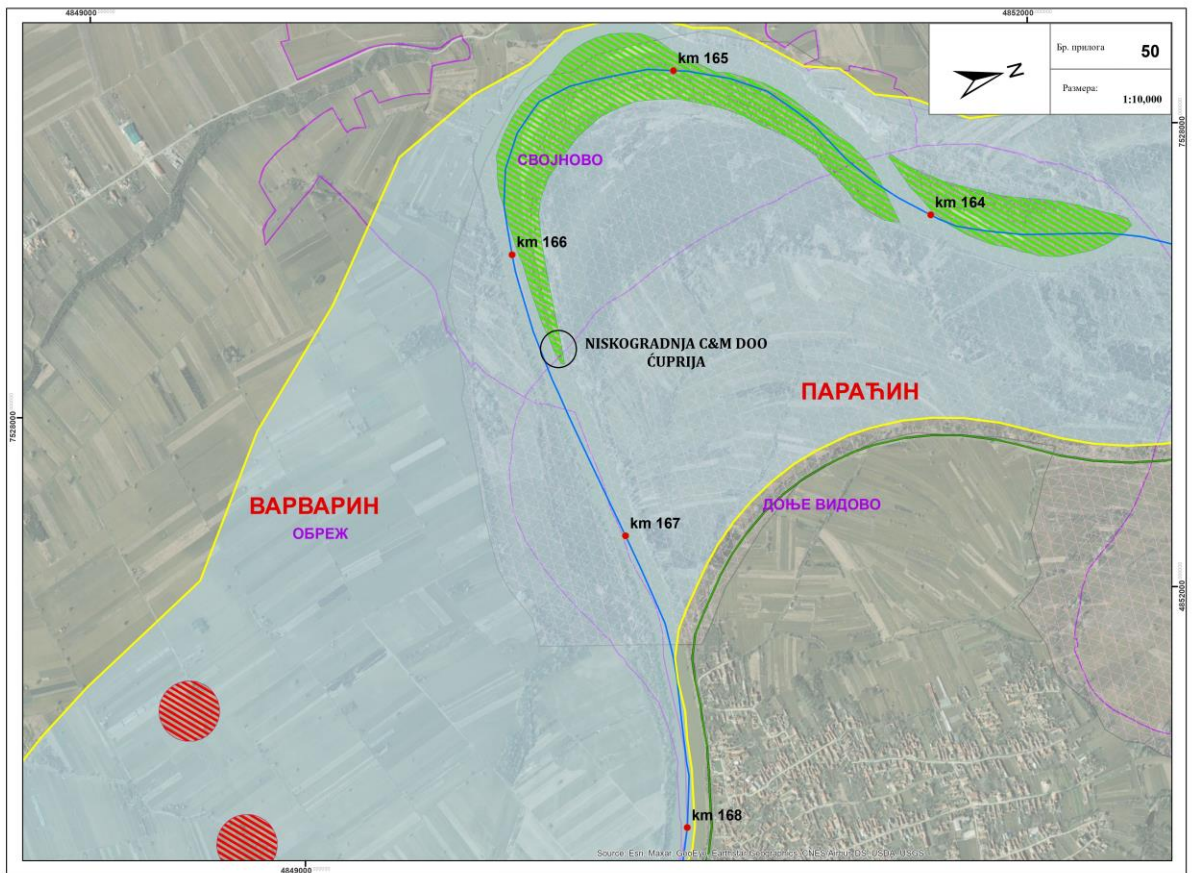 4849000
4852000
N
Бр. прилога
50
Размера:
1:10,000
km 165
7528000
СВОЈНОВО
km 164
km 166
NISKOGRADNJA C&M DOO
ĆUPRIJA
ПАРАЋИН
7528000
ВАРВАРИН
ДОЊЕ ВИДОВО
ОБРЕЖ
km 167
4852000
km 168
Source: Esri, Maxar, GeoEye, Earthstar Geographics, CNES/Airbus DS, USDA, USGS,
4849000